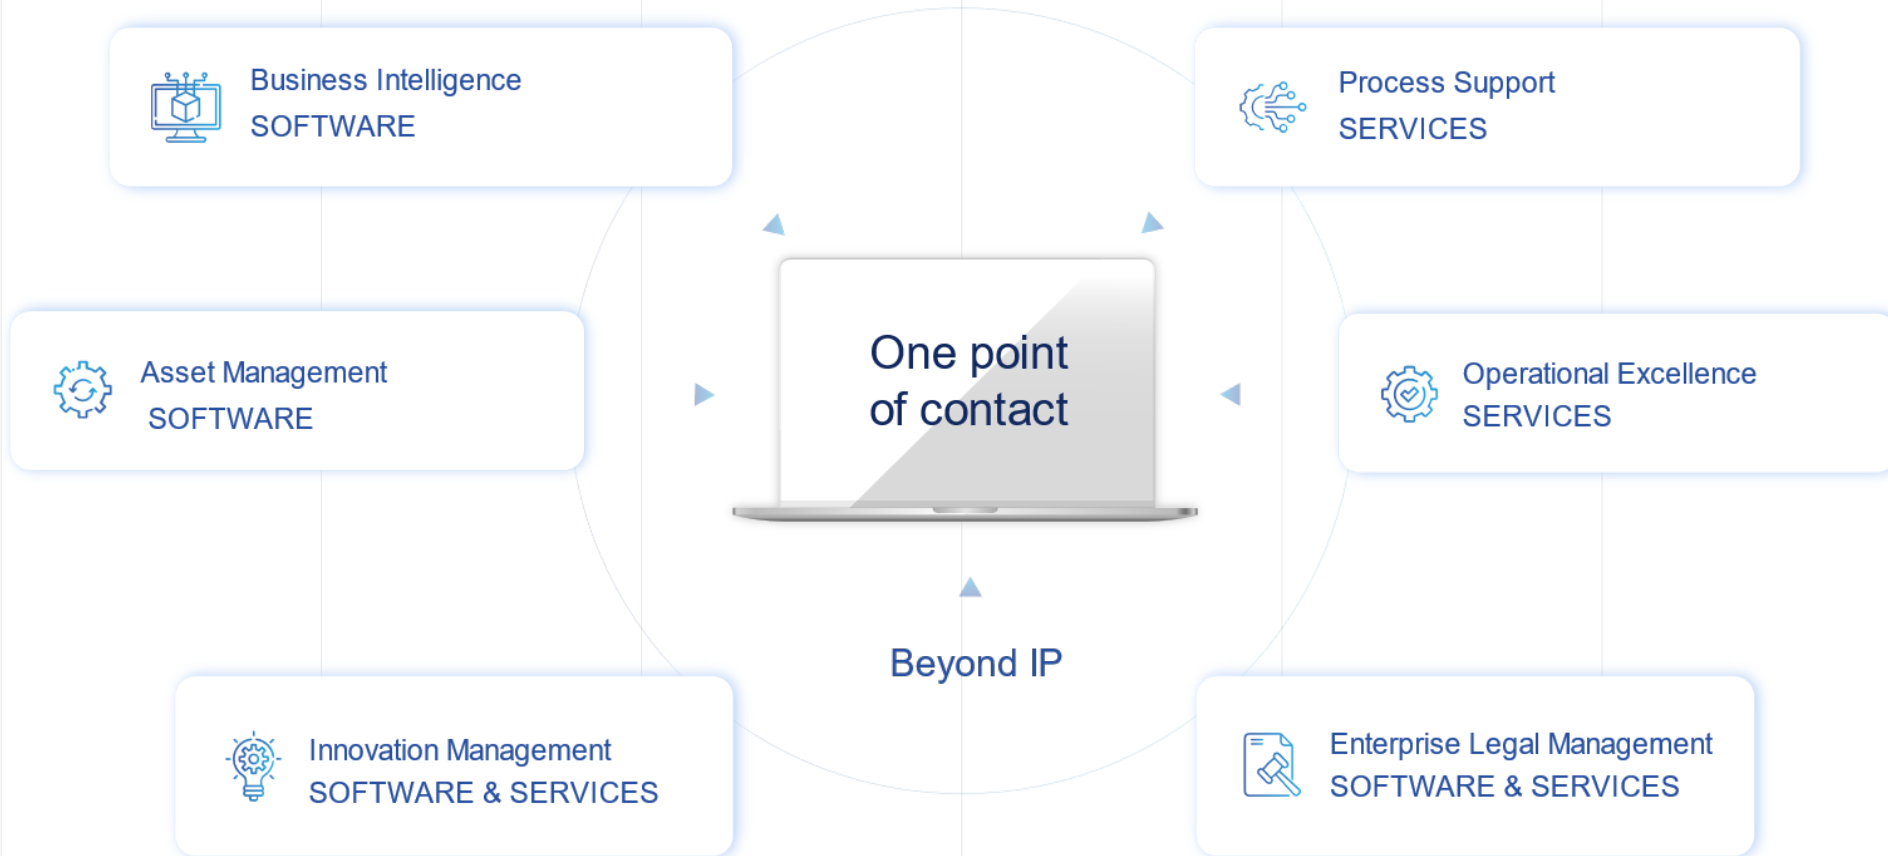 Business Intelligence
SOFTWARE
Process Support
SERVICES
One point
of contact
Asset Management
SOFTWARE
Operational Excellence
SERVICES
Beyond IP
Innovation Management
SOFTWARE & SERVICES
Enterprise Legal Management
SOFTWARE & SERVICES